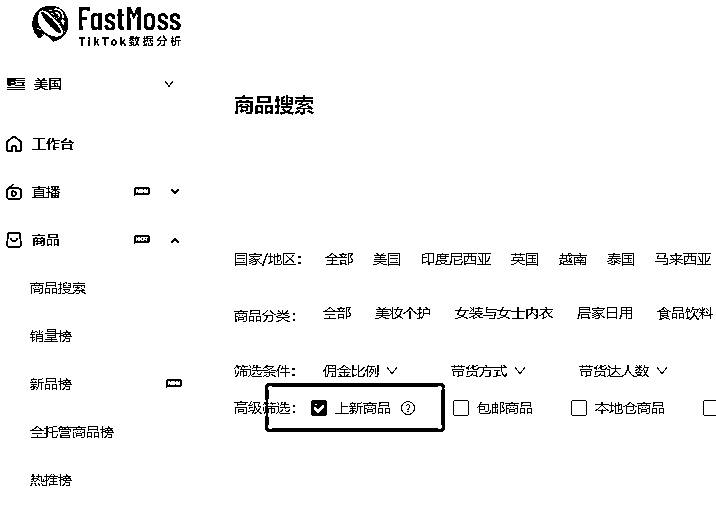 FastMoss
TikTok数据分析
美国
商品搜索
工作台
直播
商品
国家/地区： 全部 美国 印度尼西亚 英国 越南 泰国 马来西亚
商品搜索
商品分类： 全部 美妆个护 女装与女士内衣 居家日用 食品饮料
销量榜
筛选条件： 佣金比例 带货方式 带货达人数
新品榜
高级筛选： 上新商品 ? 包邮商品 本地仓商品
全托管商品榜
热推榜